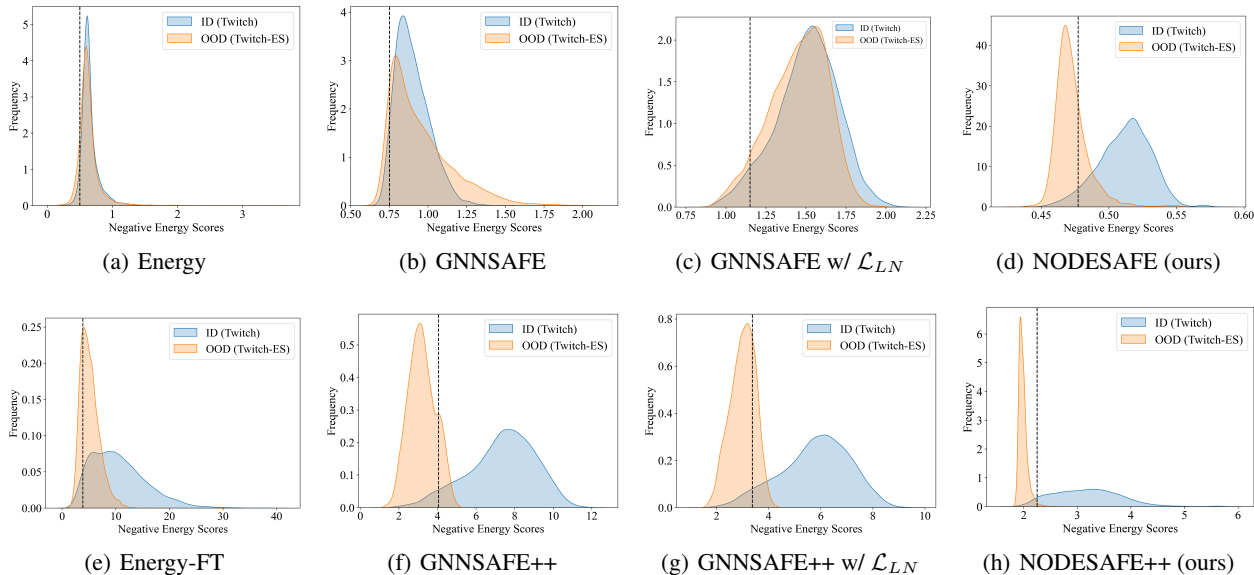 ID (Twitch)
OOD (Twitch-ES)
Frequency
5
4
3
2
1
0
0 1 2 3
Negative Energy Scores
(a) Energy
ID (Twitch)
OOD (Twitch-ES)
Frequency
4
3
2
1
0
0.50 0.75 1.00 1.25 1.50 1.75 2.00
Negative Energy Scores
(b) GNNSAFE
ID (Twitch)
OOD (Twitch-ES)
Frequency
2.0
1.5
1.0
0.5
0.0
0.75 1.00 1.25 1.50 1.75 2.00 2.25
Negative Energy Scores
(c) GNNSAFE w/ ℒLN
ID (Twitch)
OOD (Twitch-ES)
Frequency
40
30
20
10
0
0.45 0.50 0.55 0.60
Negative Energy Scores
(d) NODESAFE (ours)
ID (Twitch)
OOD (Twitch-ES)
Frequency
0.25
0.20
0.15
0.10
0.05
0.00
0 10 20 30 40
Negative Energy Scores
(e) Energy-FT
ID (Twitch)
OOD (Twitch-ES)
Frequency
0.5
0.4
0.3
0.2
0.1
0.0
0 2 4 6 8 10 12
Negative Energy Scores
(f) GNNSAFE++
ID (Twitch)
OOD (Twitch-ES)
Frequency
0.8
0.6
0.4
0.2
0.0
2 4 6 8 10
Negative Energy Scores
(g) GNNSAFE++ w/ ℒLN
ID (Twitch)
OOD (Twitch-ES)
Frequency
6
5
4
3
2
1
0
2 3 4 5 6
Negative Energy Scores
(h) NODESAFE++ (ours)